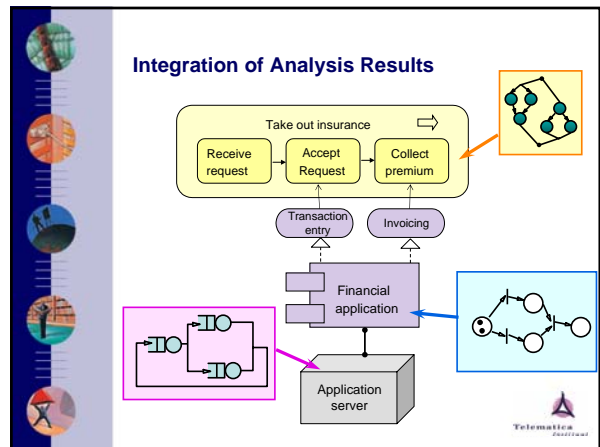 Integration of Analysis Results
Take out insurance
Receive
request
Accept
Request
Collect
premium
Transaction
entry
Invoicing
Financial
application
Application
server
Telematica
Instituut